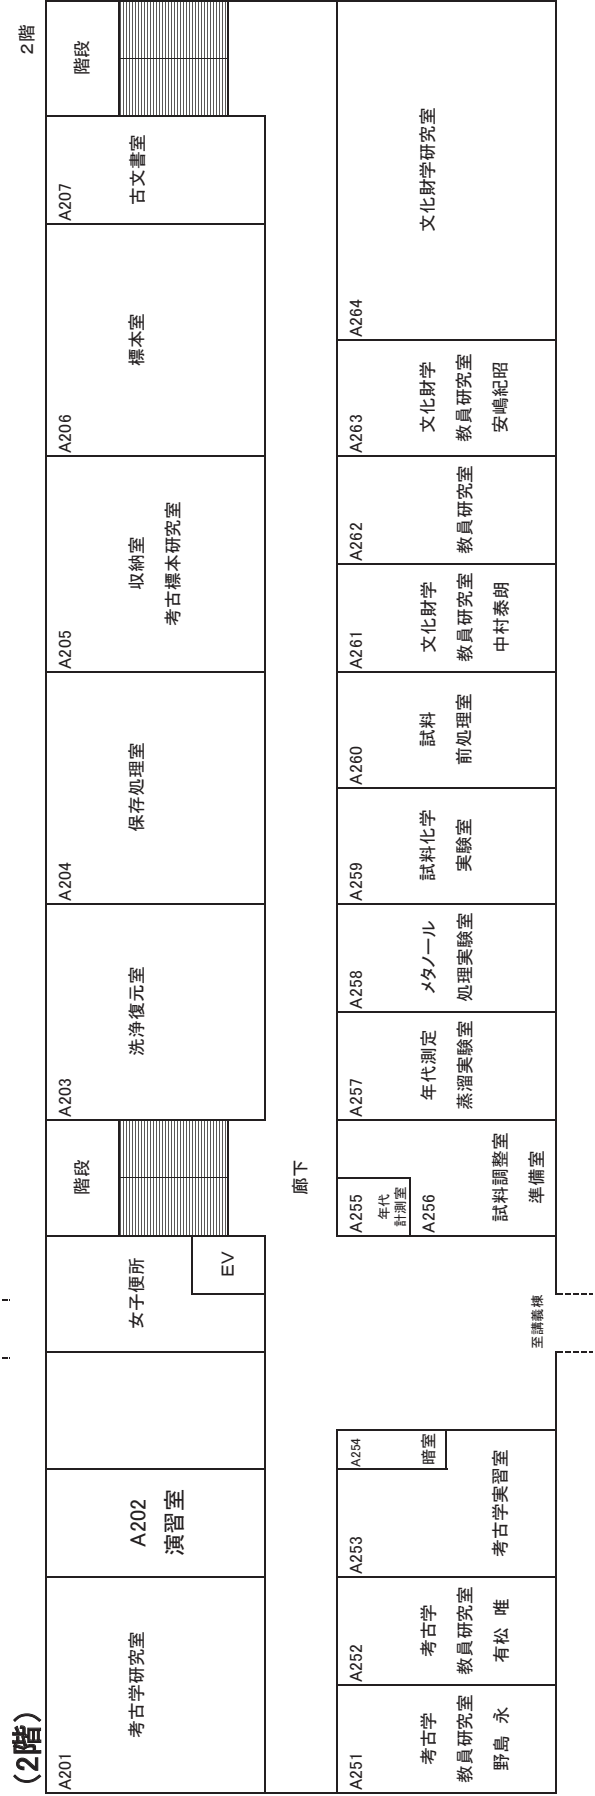 (2階)
2階
A201
考古学研究室
A202
演習室
女子便所
EV
階段
A203
洗浄復元室
A204
保存処理室
A205
収納室
考古標本研究室
A206
標本室
A207
古文書室
階段
廊下
A251
考古学
教員研究室
野島 永
A252
考古学
教員研究室
有松 唯
A253
考古学実習室
A254
暗室
至講義棟
A255
年代
計測室
A256
試料調整室
準備室
A257
年代測定
蒸溜実験室
A258
メタノール
処理実験室
A259
試料化学
実験室
A260
試料
前処理室
A261
文化財学
教員研究室
中村泰朗
A262
教員研究室
A263
文化財学
教員研究室
安嶋紀昭
A264
文化財学研究室